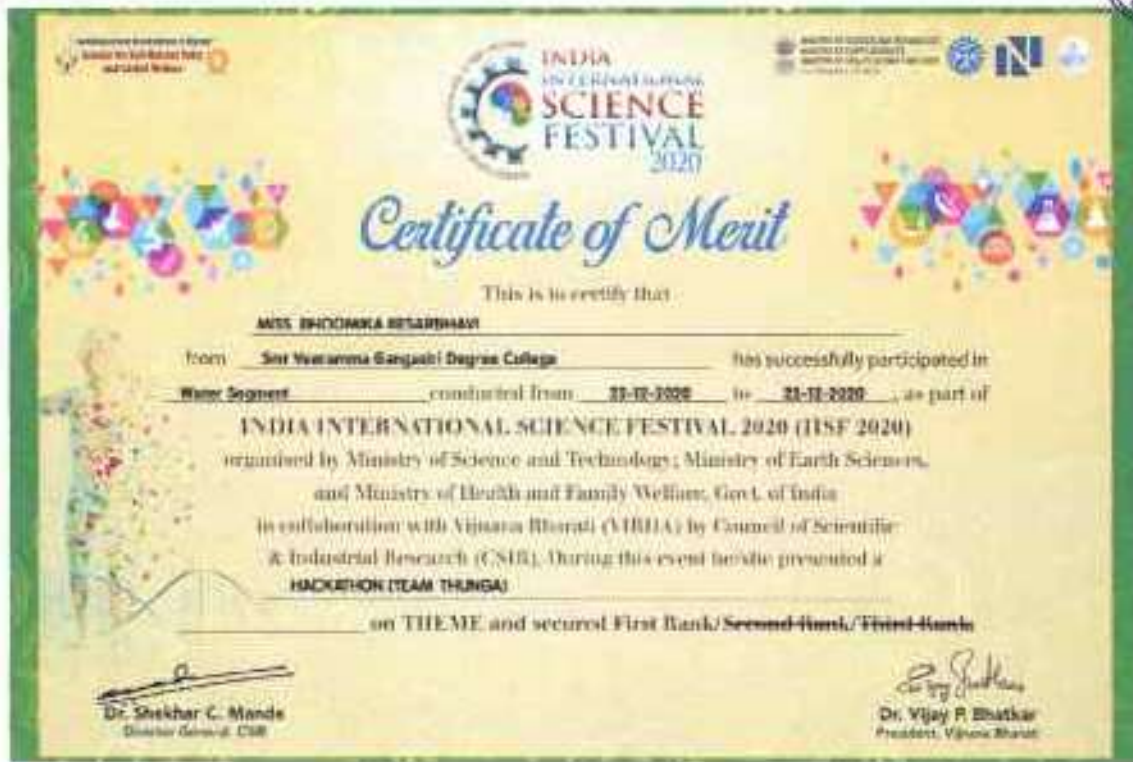 INDIA
INTERNATIONAL
SCIENCE
FESTIVAL
2020
Certificate of Merit
This is to certify that
MISS BHOOMIKA BESARBHAVI
from Smt Veeramma Gangasiri Degree College has successfully participated in
Water Segment conducted from 22-12-2020 to 25-12-2020, as part of
INDIA INTERNATIONAL SCIENCE FESTIVAL 2020 (IISF 2020)
organised by Ministry of Science and Technology; Ministry of Earth Sciences,
and Ministry of Health and Family Welfare, Govt. of India
in collaboration with Vijnana Bharati (VIBHA) by Council of Scientific
& Industrial Research (CSIR). During this event he/she presented a
HACKATHON (TEAM THUNGA)
on THEME and secured First Rank/Second Rank/Third Rank
Dr. Shekhar C. Mande
Director General, CSIR
Dr. Vijay P. Bhatkar
President, Vijnana Bharati